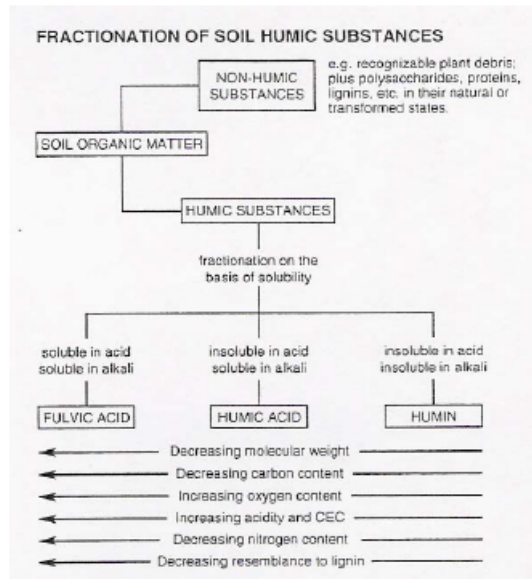 FRACTIONATION OF SOIL HUMIC SUBSTANCES
NON-HUMIC
SUBSTANCES
e.g. recognizable plant debris;
plus polysaccharides, proteins,
lignins, etc. in their natural or
transformed states.
SOIL ORGANIC MATTER
HUMIC SUBSTANCES
fractionation on the
basis of solubility
soluble in acid
soluble in alkali
insoluble in acid
soluble in alkali
insoluble in acid
insoluble in alkali
FULVIC ACID
HUMIC ACID
HUMIN
Decreasing molecular weight
Decreasing carbon content
Increasing oxygen content
Increasing acidity and CEC
Decreasing nitrogen content
Decreasing resemblance to lignin